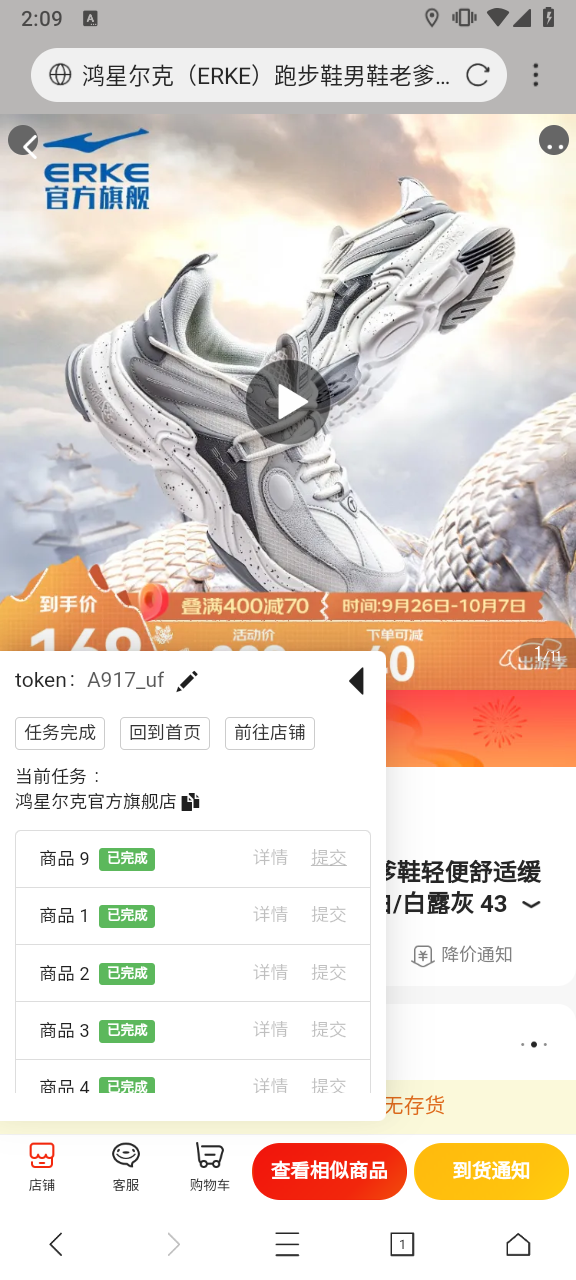 2:09
A
鸿星尔克（ERKE）跑步鞋男鞋老爹...
ERKE
官方旗舰
到手价
叠满400减70
时间:9月26日-10月7日
活动价
下单可减
出游季
1/11
token： A917_uf
任务完成
回到首页
前往店铺
当前任务：
鸿星尔克官方旗舰店
商品 9 已完成 详情 提交
商品 1 已完成 详情 提交
商品 2 已完成 详情 提交
商品 3 已完成 详情 提交
商品 4 已完成 详情 提交
爹鞋轻便舒适缓
/白露灰 43
降价通知
无存货
店铺
客服
购物车
查看相似商品
到货通知
1